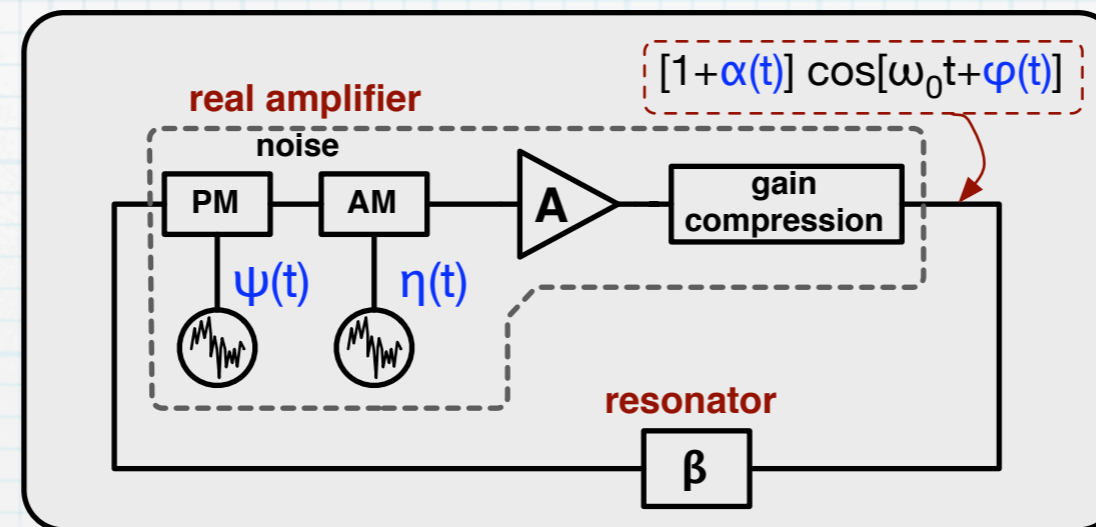 [1+α(t)] cos[ω₀t+φ(t)]
real amplifier
noise
PM
AM
A
gain
compression
ψ(t)
η(t)
resonator
β